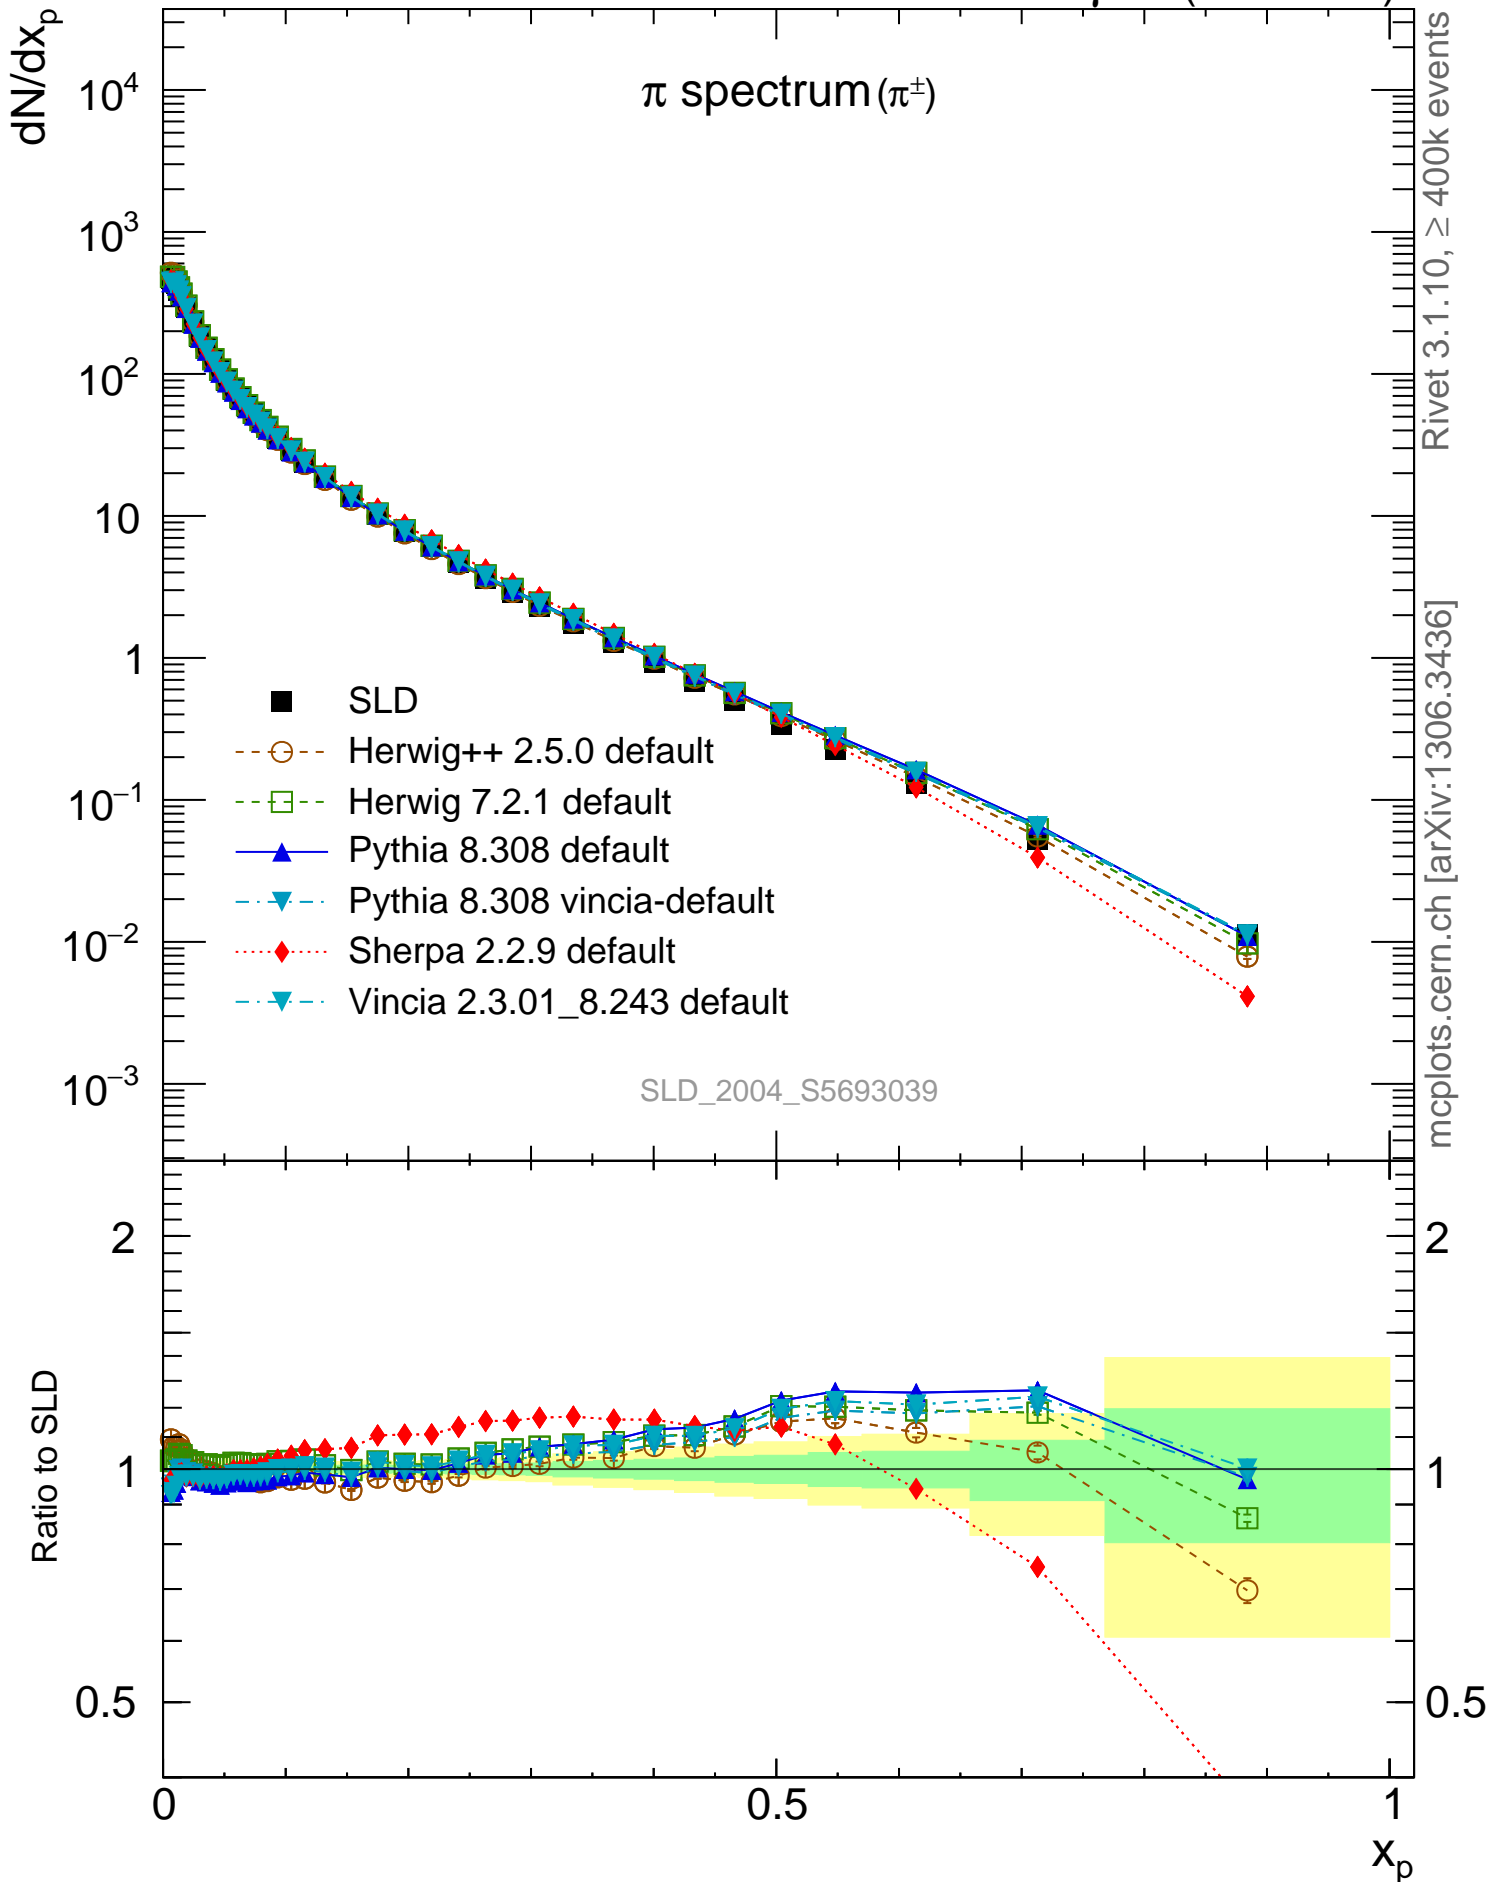 dN/dx_p
π spectrum (π±)
10^4
10^3
10^2
10
1
10^−1
10^−2
10^−3
SLD
Herwig++ 2.5.0 default
Herwig 7.2.1 default
Pythia 8.308 default
Pythia 8.308 vincia-default
Sherpa 2.2.9 default
Vincia 2.3.01_8.243 default
SLD_2004_S5693039
Rivet 3.1.10, ≥ 400k events
mcplots.cern.ch [arXiv:1306.3436]
Ratio to SLD
2
1
0.5
2
1
0.5
0
0.5
1
x_p